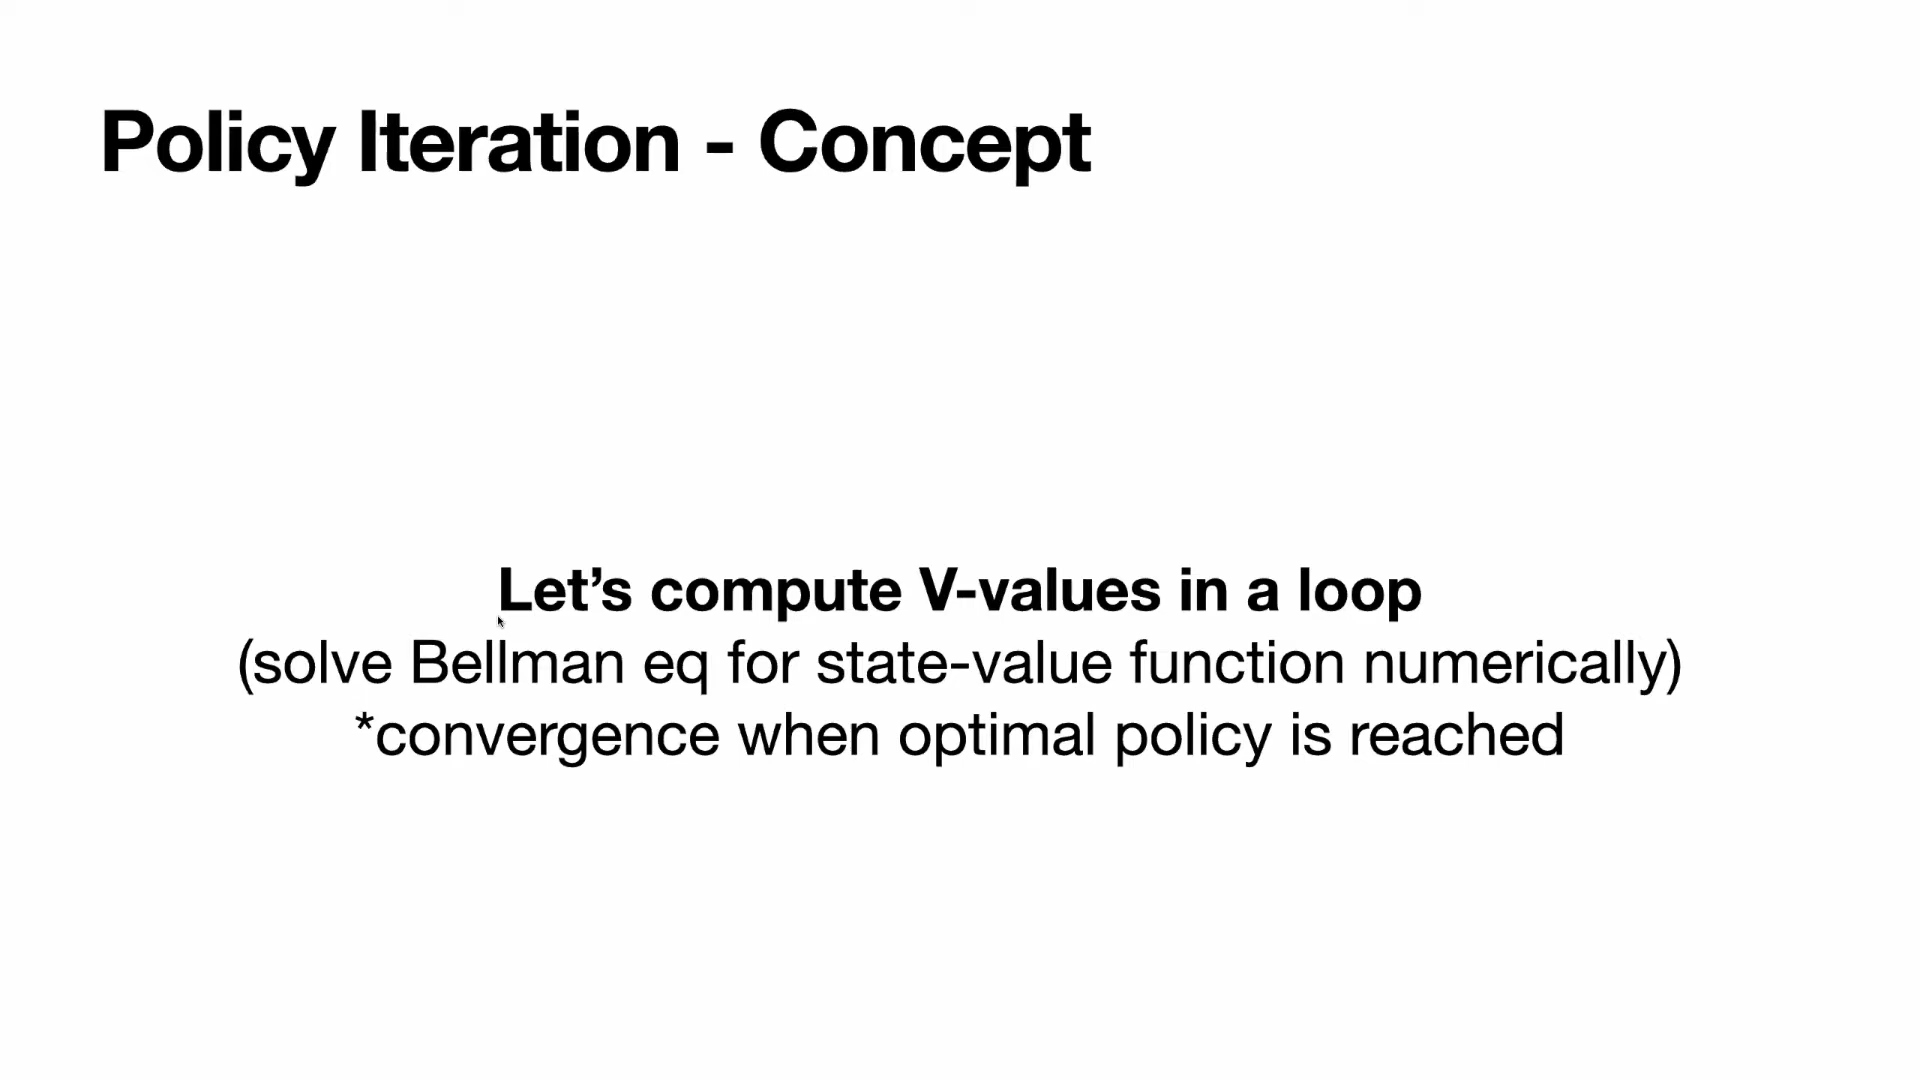 Policy Iteration - Concept
Let’s compute V-values in a loop
(solve Bellman eq for state-value function numerically)
*convergence when optimal policy is reached